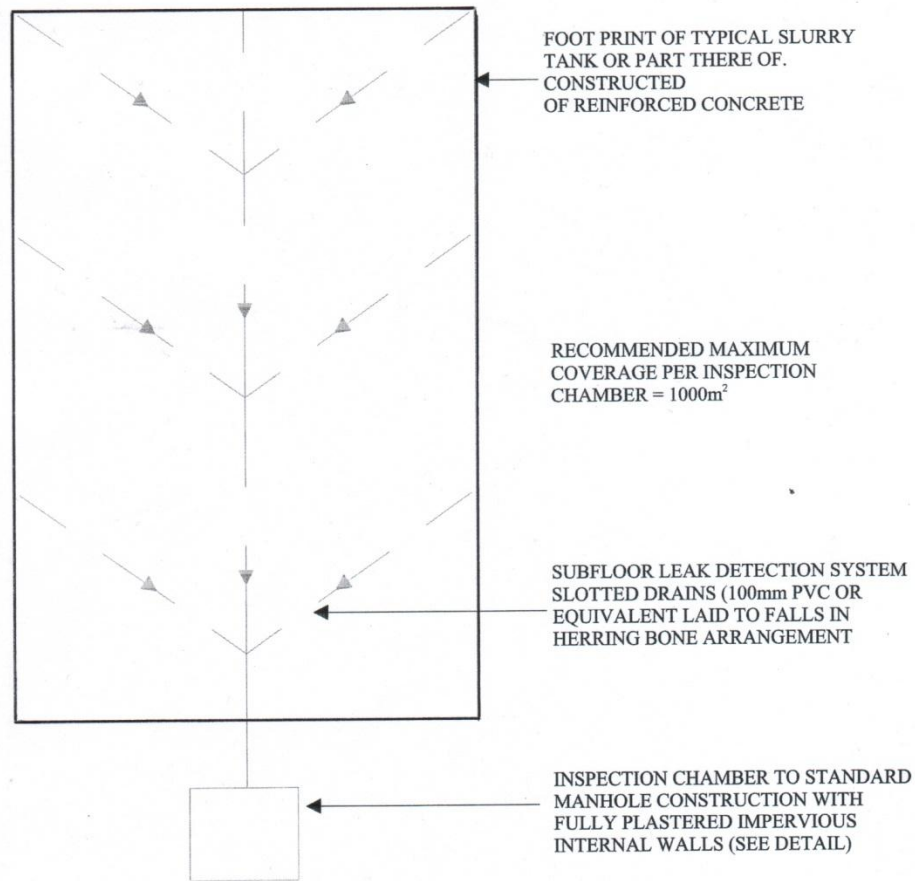 FOOT PRINT OF TYPICAL SLURRY
TANK OR PART THERE OF.
CONSTRUCTED
OF REINFORCED CONCRETE
RECOMMENDED MAXIMUM
COVERAGE PER INSPECTION
CHAMBER = 1000m²
SUBFLOOR LEAK DETECTION SYSTEM
SLOTTED DRAINS (100mm PVC OR
EQUIVALENT LAID TO FALLS IN
HERRING BONE ARRANGEMENT
INSPECTION CHAMBER TO STANDARD
MANHOLE CONSTRUCTION WITH
FULLY PLASTERED IMPERVIOUS
INTERNAL WALLS (SEE DETAIL)